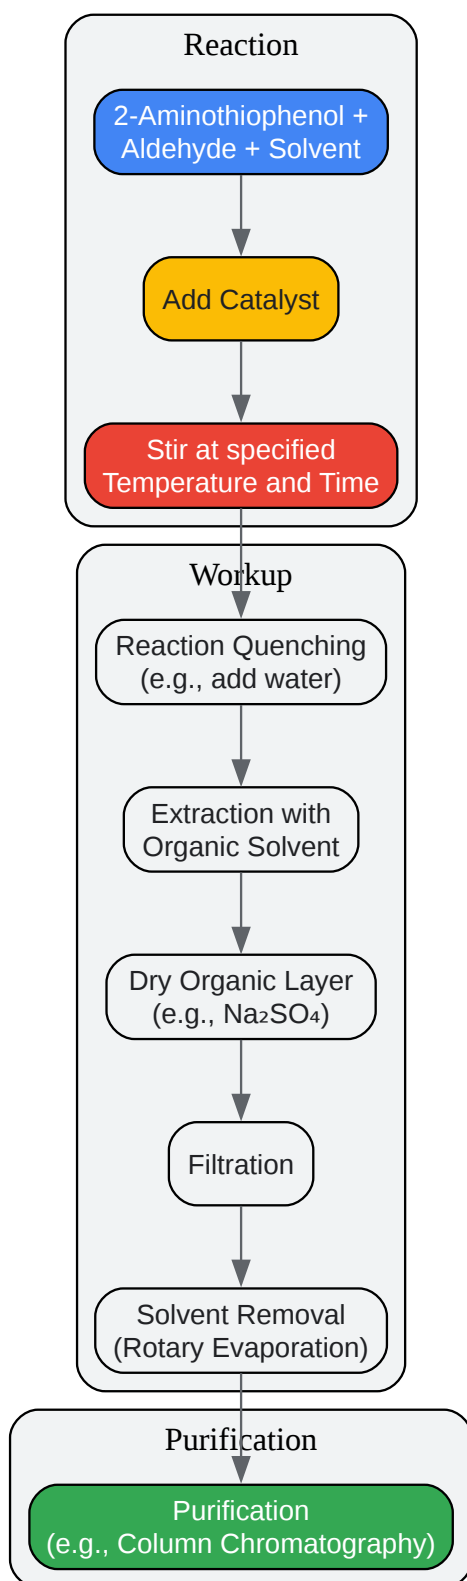 Reaction
2-Aminothiophenol +
Aldehyde + Solvent
Add Catalyst
Stir at specified
Temperature and Time
Workup
Reaction Quenching
(e.g., add water)
Extraction with
Organic Solvent
Dry Organic Layer
(e.g., Na₂SO₄)
Filtration
Solvent Removal
(Rotary Evaporation)
Purification
Purification
(e.g., Column Chromatography)